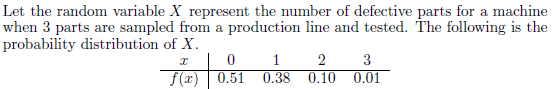 Let the random variable X represent the number of defective parts for a machine
when 3 parts are sampled from a production line and tested. The following is the
probability distribution of X.
x 0 1 2 3
f(x) 0.51 0.38 0.10 0.01